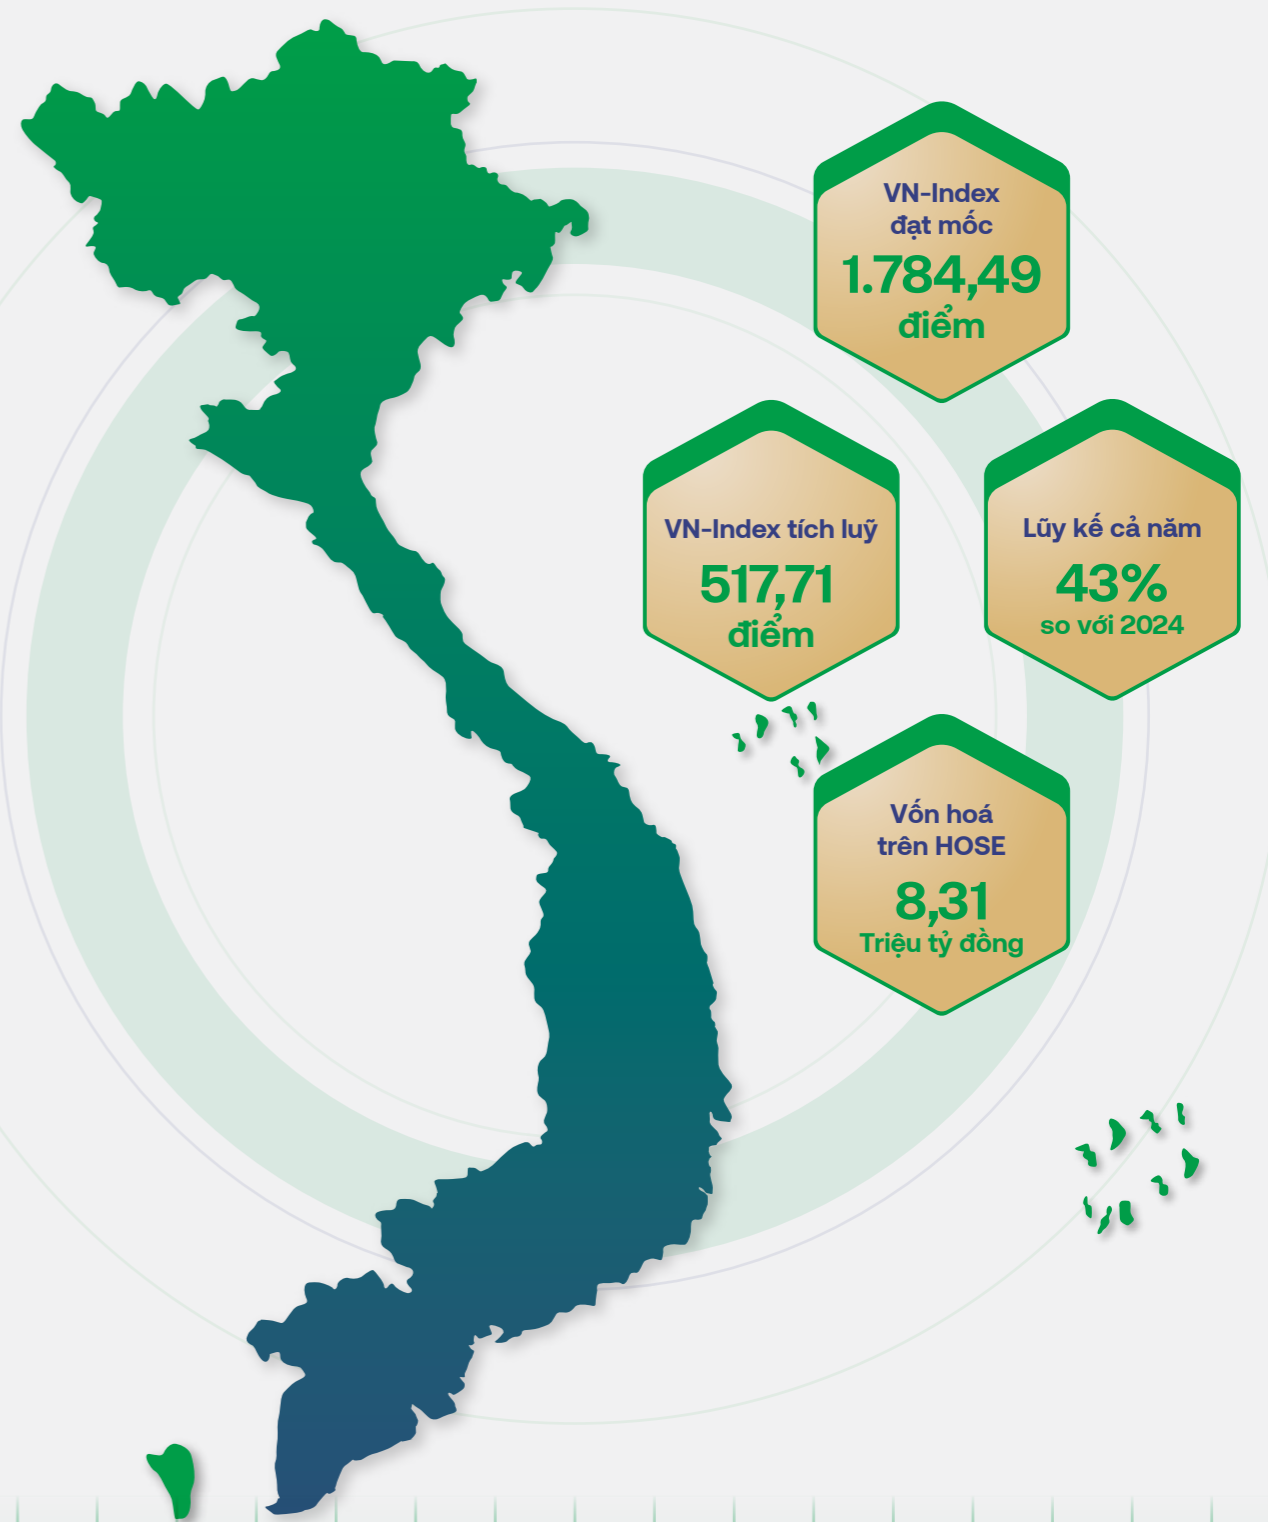 VN-Index
đạt mốc
1.784,49
điểm
VN-Index tích luỹ
517,71
điểm
Lũy kế cả năm
43%
so với 2024
Vốn hoá
trên HOSE
8,31
Triệu tỷ đồng